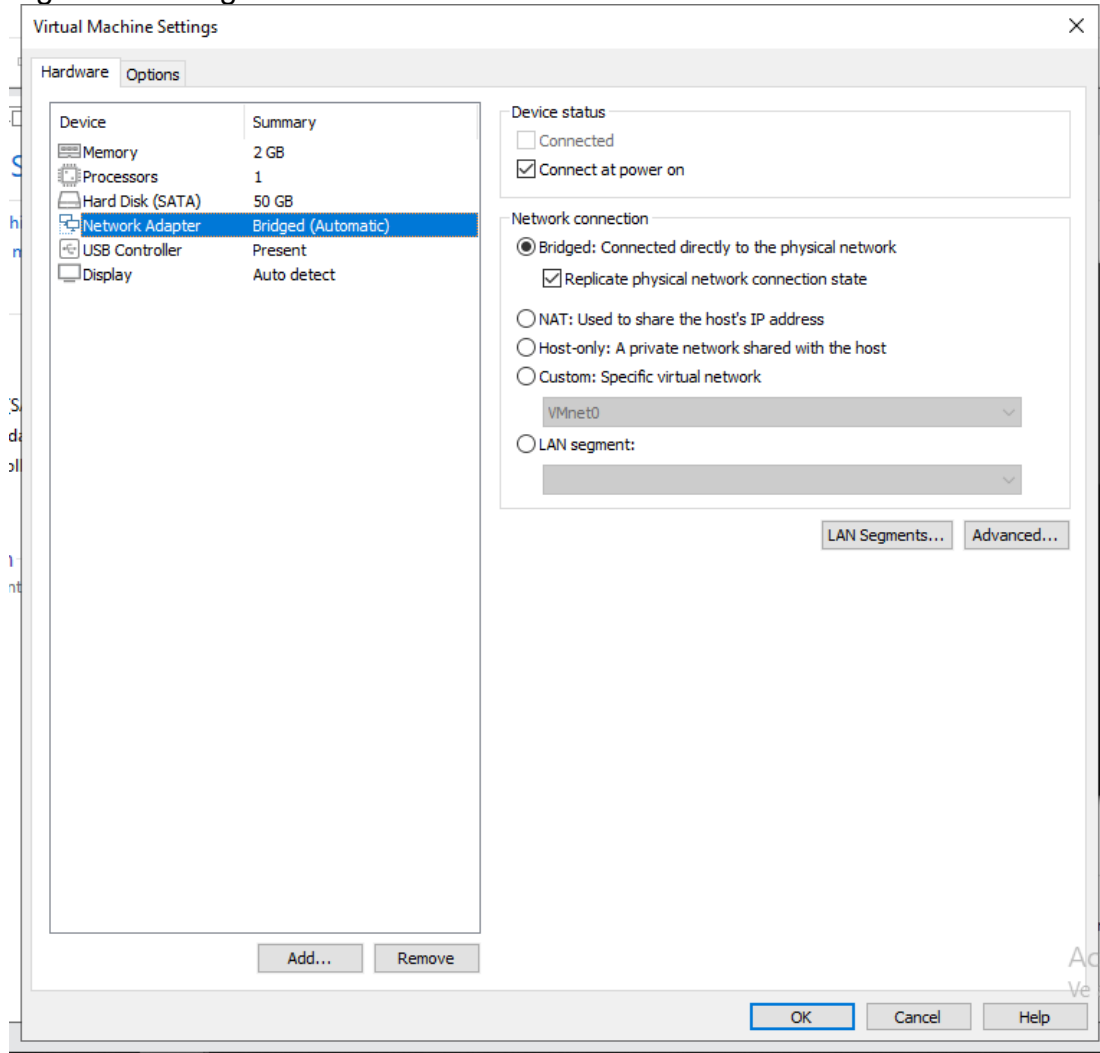 Virtual Machine Settings
Hardware Options
Device Summary
Memory 2 GB
Processors 1
Hard Disk (SATA) 50 GB
Network Adapter Bridged (Automatic)
USB Controller Present
Display Auto detect
Add... Remove
Device status
Connected
Connect at power on
Network connection
Bridged: Connected directly to the physical network
Replicate physical network connection state
NAT: Used to share the host's IP address
Host-only: A private network shared with the host
Custom: Specific virtual network
VMnet0
LAN segment:
LAN Segments... Advanced...
OK Cancel Help